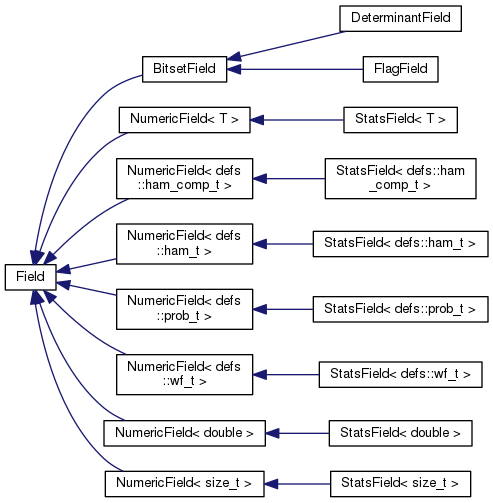 DeterminantField
BitsetField
FlagField
NumericField< T >
StatsField< T >
NumericField< defs
::ham_comp_t >
StatsField< defs::ham
_comp_t >
NumericField< defs
::ham_t >
StatsField< defs::ham_t >
Field
NumericField< defs
::prob_t >
StatsField< defs::prob_t >
NumericField< defs
::wf_t >
StatsField< defs::wf_t >
NumericField< double >
StatsField< double >
NumericField< size_t >
StatsField< size_t >